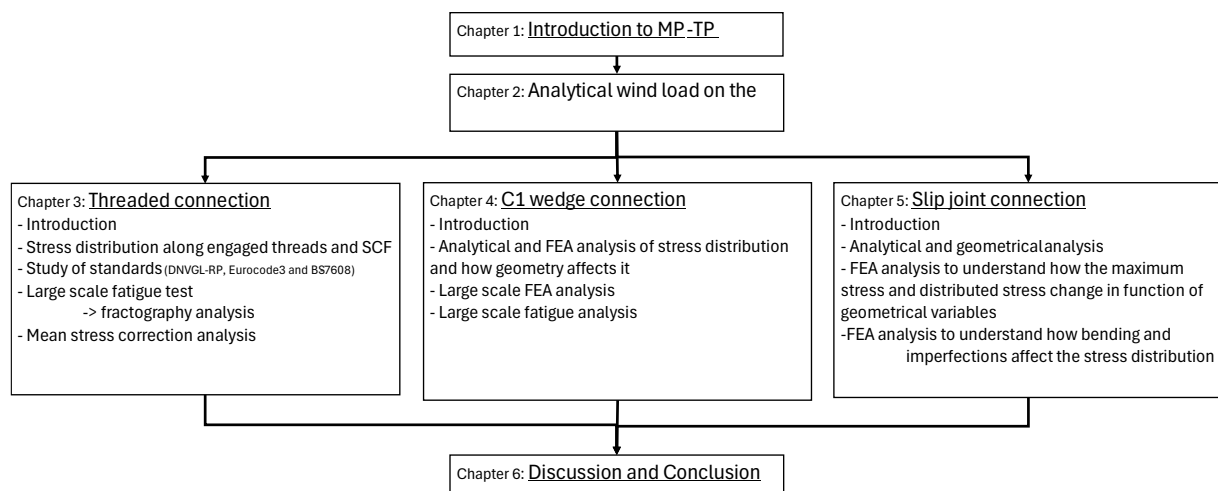 Chapter 1: Introduction to MP-TP
Chapter 2: Analytical wind load on the
Chapter 3: Threaded connection
- Introduction
- Stress distribution along engaged threads and SCF
- Study of standards (DNVGL-RP, Eurocode3 and BS7608)
- Large scale fatigue test
-> fractography analysis
- Mean stress correction analysis
Chapter 4: C1 wedge connection
- Introduction
- Analytical and FEA analysis of stress distribution
and how geometry affects it
- Large scale FEA analysis
- Large scale fatigue analysis
Chapter 5: Slip joint connection
- Introduction
- Analytical and geometrical analysis
- FEA analysis to understand how the maximum
stress and distributed stress change in function of
geometrical variables
-FEA analysis to understand how bending and
imperfections affect the stress distribution
Chapter 6: Discussion and Conclusion